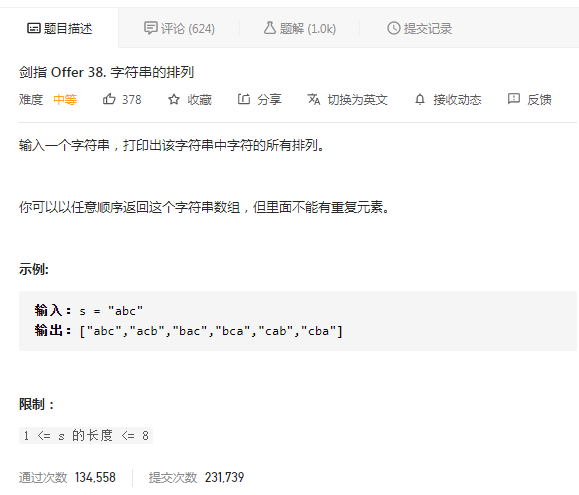 题目描述 评论 (624) 题解 (1.0k) 提交记录
剑指 Offer 38. 字符串的排列
难度 中等 378 收藏 分享 切换为英文 接收动态 反馈
输入一个字符串，打印出该字符串中字符的所有排列。
你可以以任意顺序返回这个字符串数组，但里面不能有重复元素。
示例:
输入：s = "abc"
输出：["abc","acb","bac","bca","cab","cba"]
限制：
1 <= s 的长度 <= 8
通过次数 134,558 提交次数 231,739